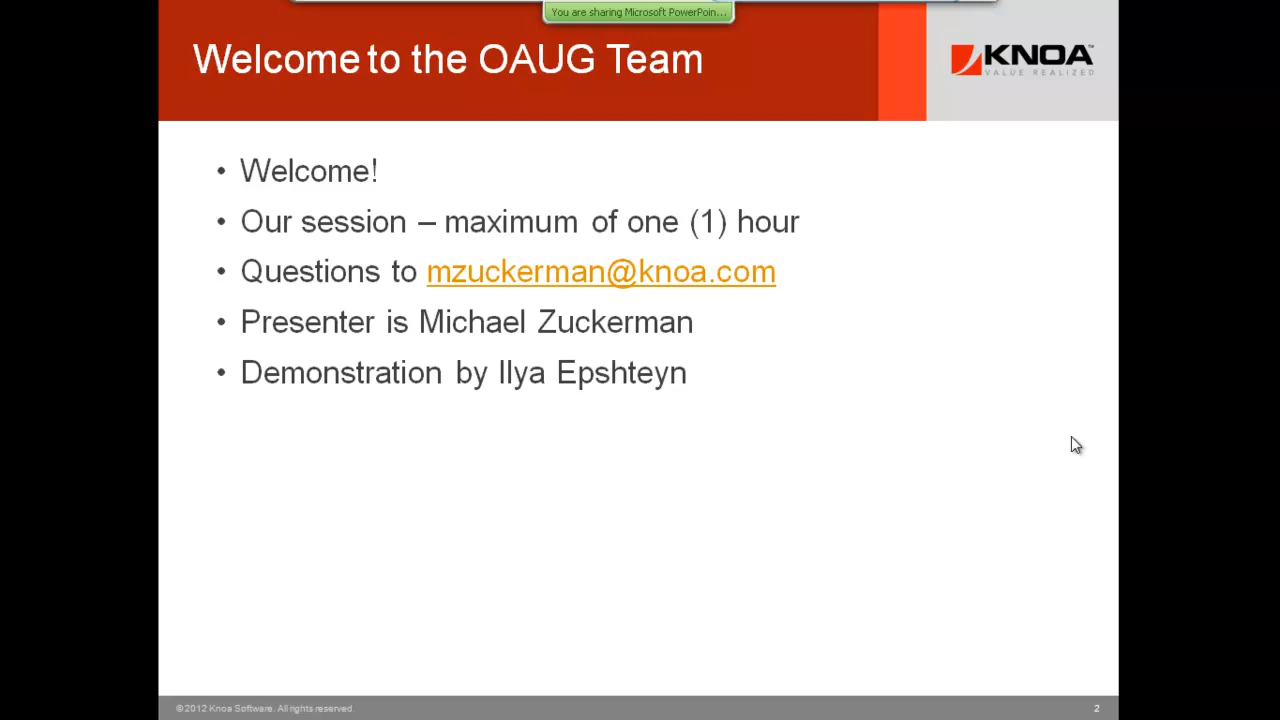 You are sharing Microsoft PowerPoin...
Welcome to the OAUG Team
KNOA™
VALUE REALIZED
• Welcome!
• Our session – maximum of one (1) hour
• Questions to mzuckerman@knoa.com
• Presenter is Michael Zuckerman
• Demonstration by Ilya Epshteyn
© 2012 Knoa Software. All rights reserved.
2